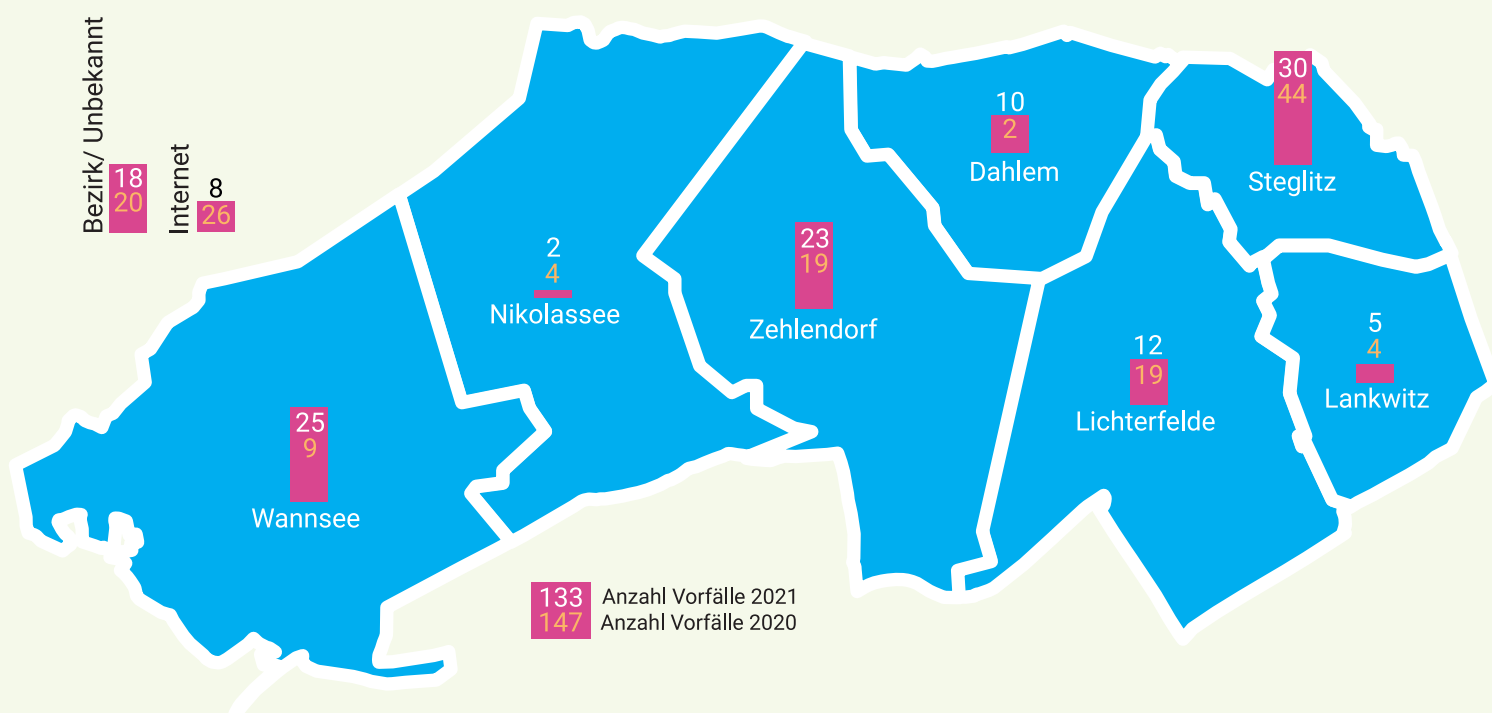 Bezirk/ Unbekannt
18
20
Internet
8
26
2
4
Nikolassee
25
9
Wannsee
23
19
Zehlendorf
10
2
Dahlem
30
44
Steglitz
12
19
Lichterfelde
5
4
Lankwitz
133 Anzahl Vorfälle 2021
147 Anzahl Vorfälle 2020